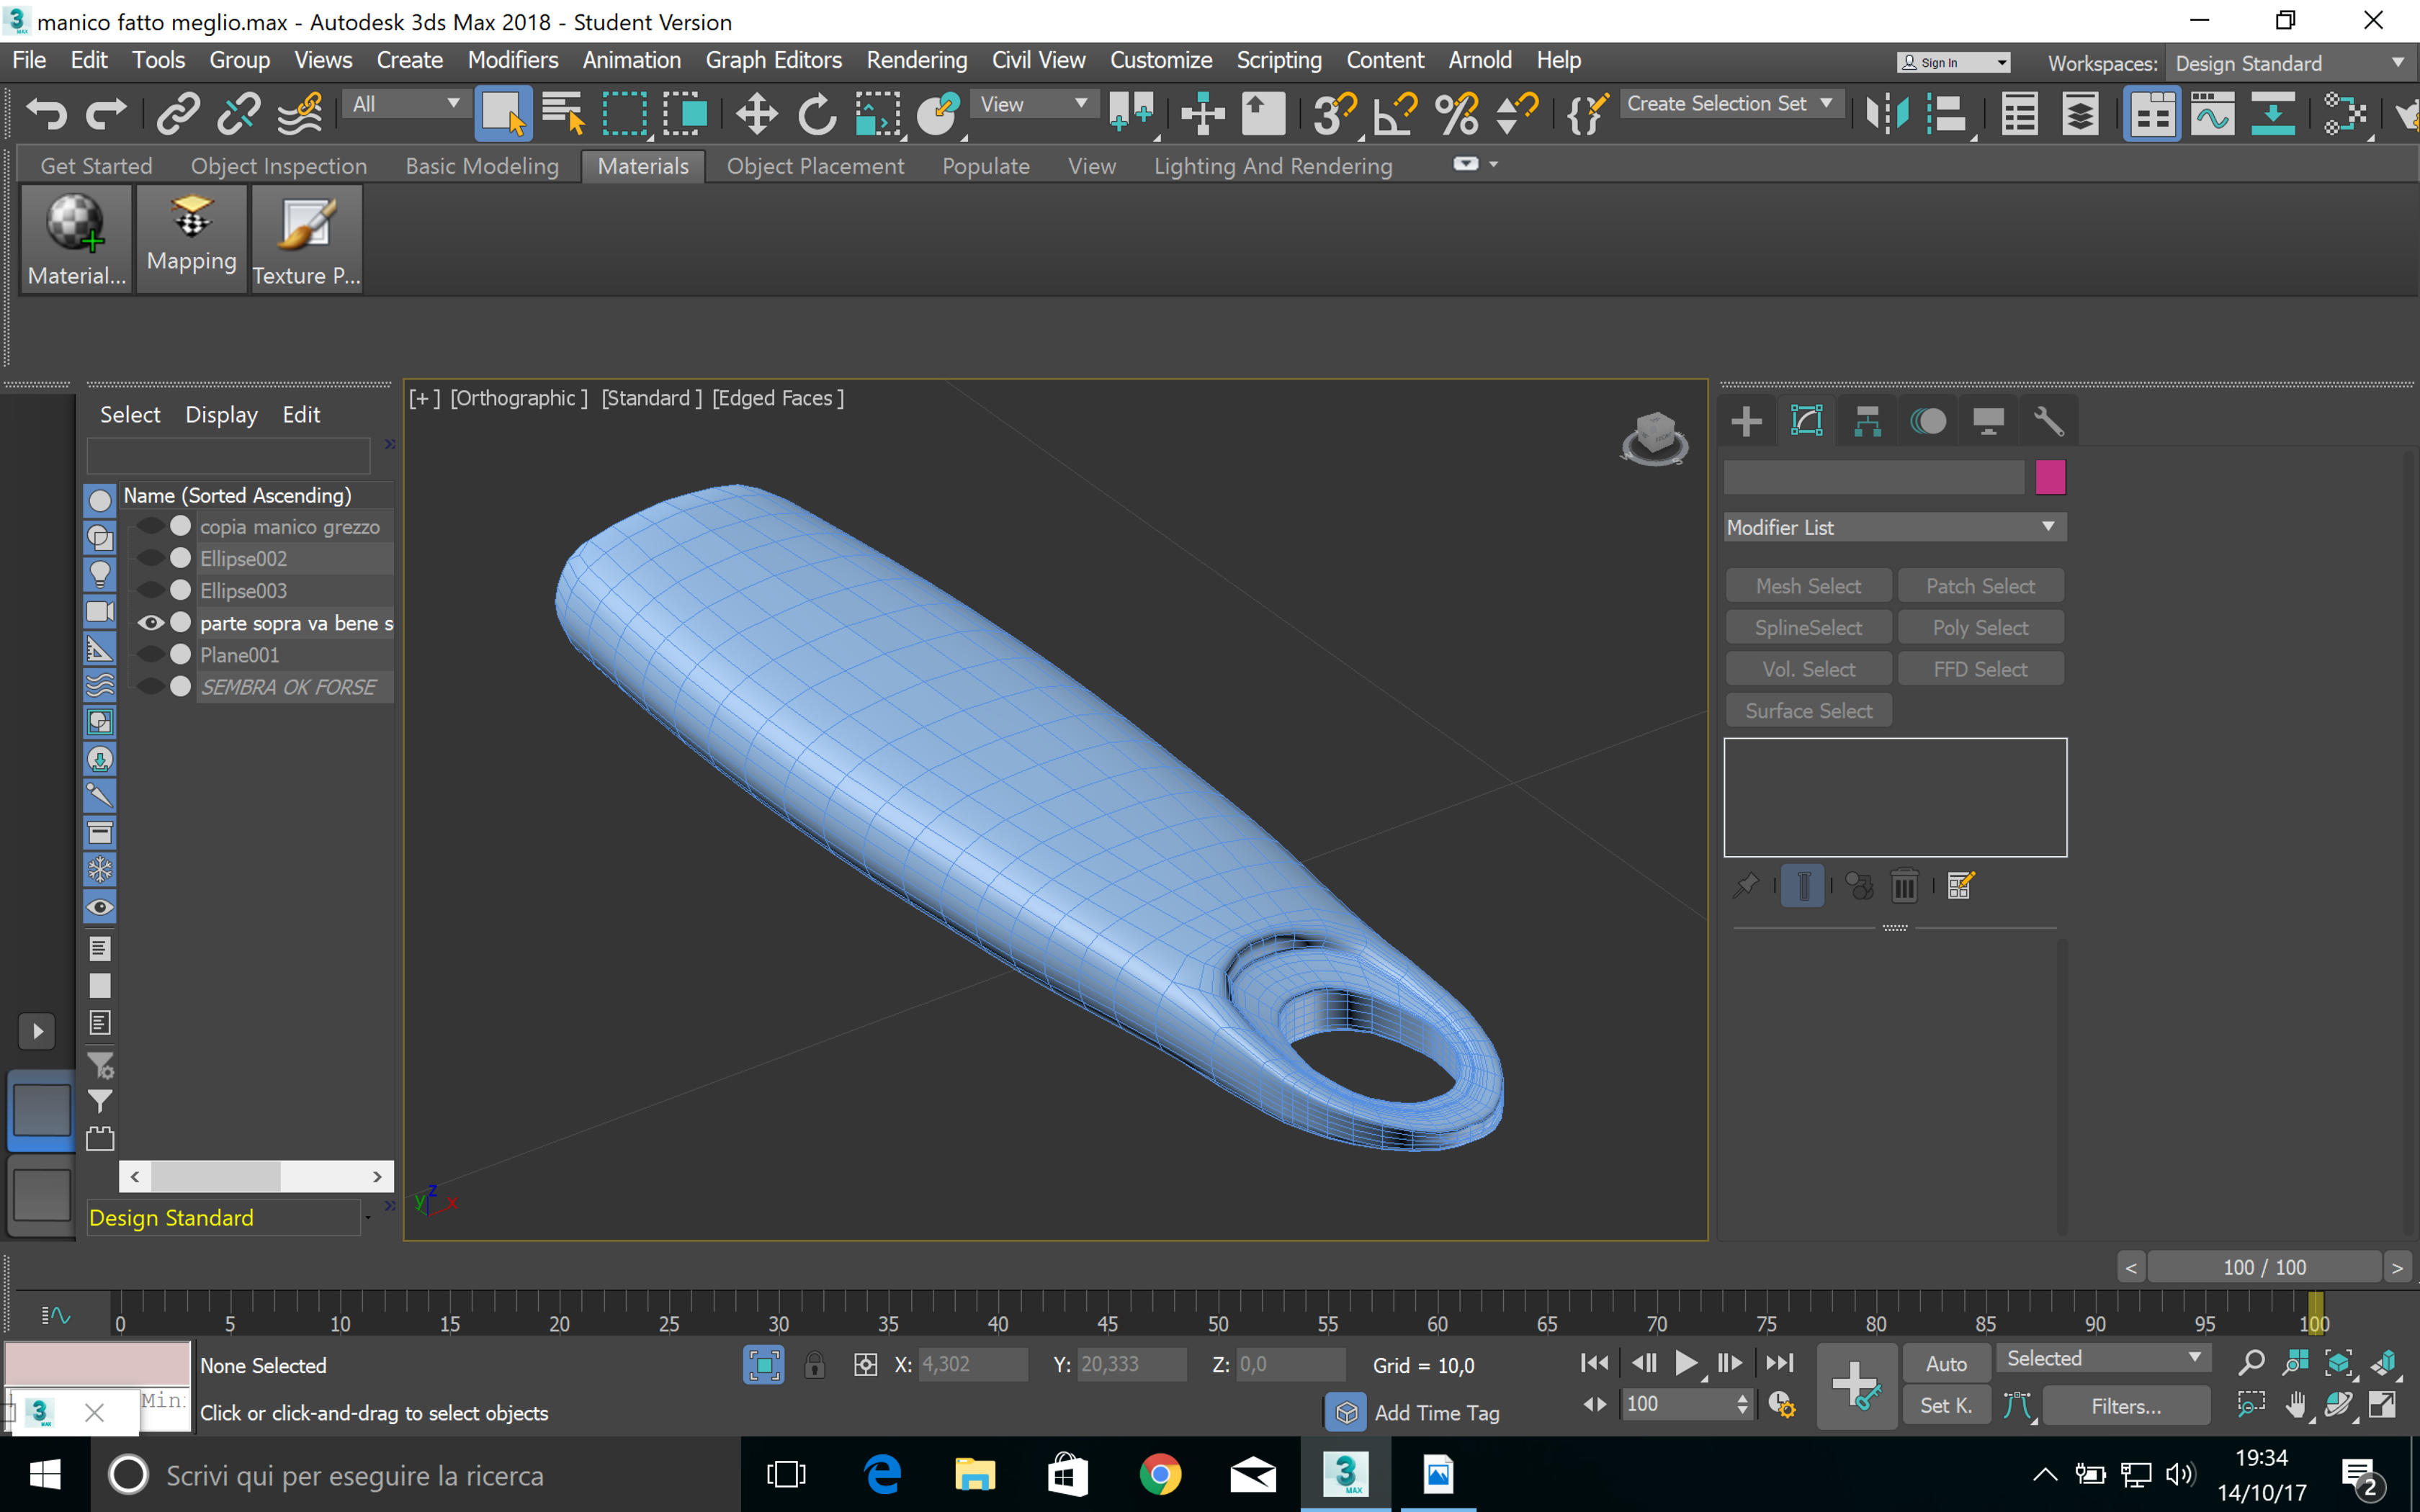 manico fatto meglio.max - Autodesk 3ds Max 2018 - Student Version
File Edit Tools Group Views Create Modifiers Animation Graph Editors Rendering Civil View Customize Scripting Content Arnold Help
Sign In
Workspaces: Design Standard
All
View
Create Selection Set
Get Started Object Inspection Basic Modeling Materials Object Placement Populate View Lighting And Rendering
Material... Mapping Texture P...
Select Display Edit
Name (Sorted Ascending)
copia manico grezzo
Ellipse002
Ellipse003
parte sopra va bene s
Plane001
SEMBRA OK FORSE
Design Standard
[+] [Orthographic] [Standard] [Edged Faces]
z
y x
Modifier List
Mesh Select Patch Select
SplineSelect Poly Select
Vol. Select FFD Select
Surface Select
< 100 / 100 >
0 5 10 15 20 25 30 35 40 45 50 55 60 65 70 75 80 85 90 95 100
None Selected
X: 4,302 Y: 20,333 Z: 0,0 Grid = 10,0
Auto Selected
Min:
Click or click-and-drag to select objects
Add Time Tag
100
Set K. Filters...
Scrivi qui per eseguire la ricerca
19:34
14/10/17
2